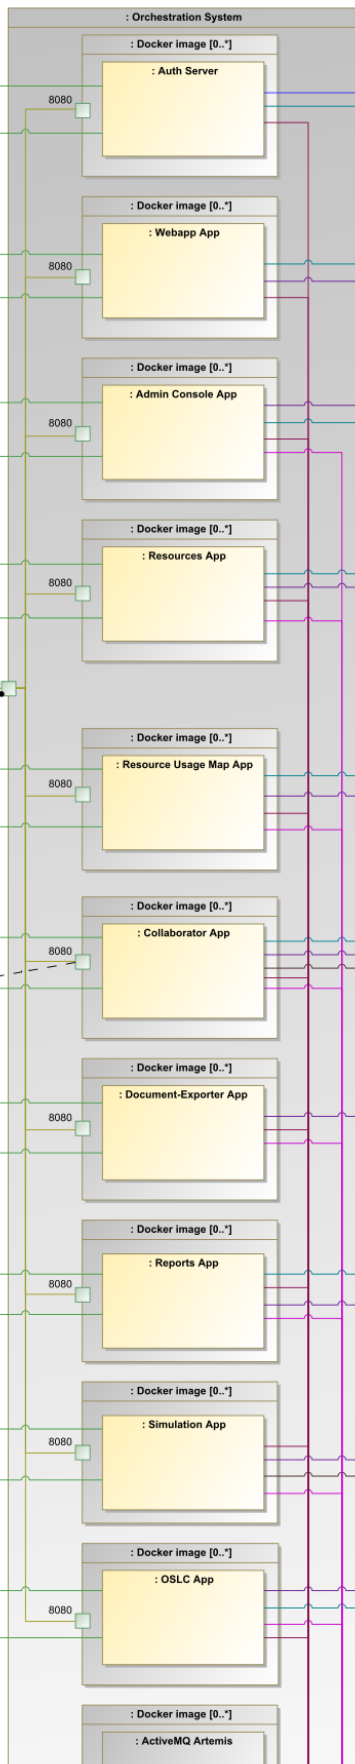 : Orchestration System
: Docker image [0..*]
: Auth Server
8080
: Docker image [0..*]
: Webapp App
8080
: Docker image [0..*]
: Admin Console App
8080
: Docker image [0..*]
: Resources App
8080
: Docker image [0..*]
: Resource Usage Map App
8080
: Docker image [0..*]
: Collaborator App
8080
: Docker image [0..*]
: Document-Exporter App
8080
: Docker image [0..*]
: Reports App
8080
: Docker image [0..*]
: Simulation App
8080
: Docker image [0..*]
: OSLC App
8080
: Docker image [0..*]
: ActiveMQ Artemis